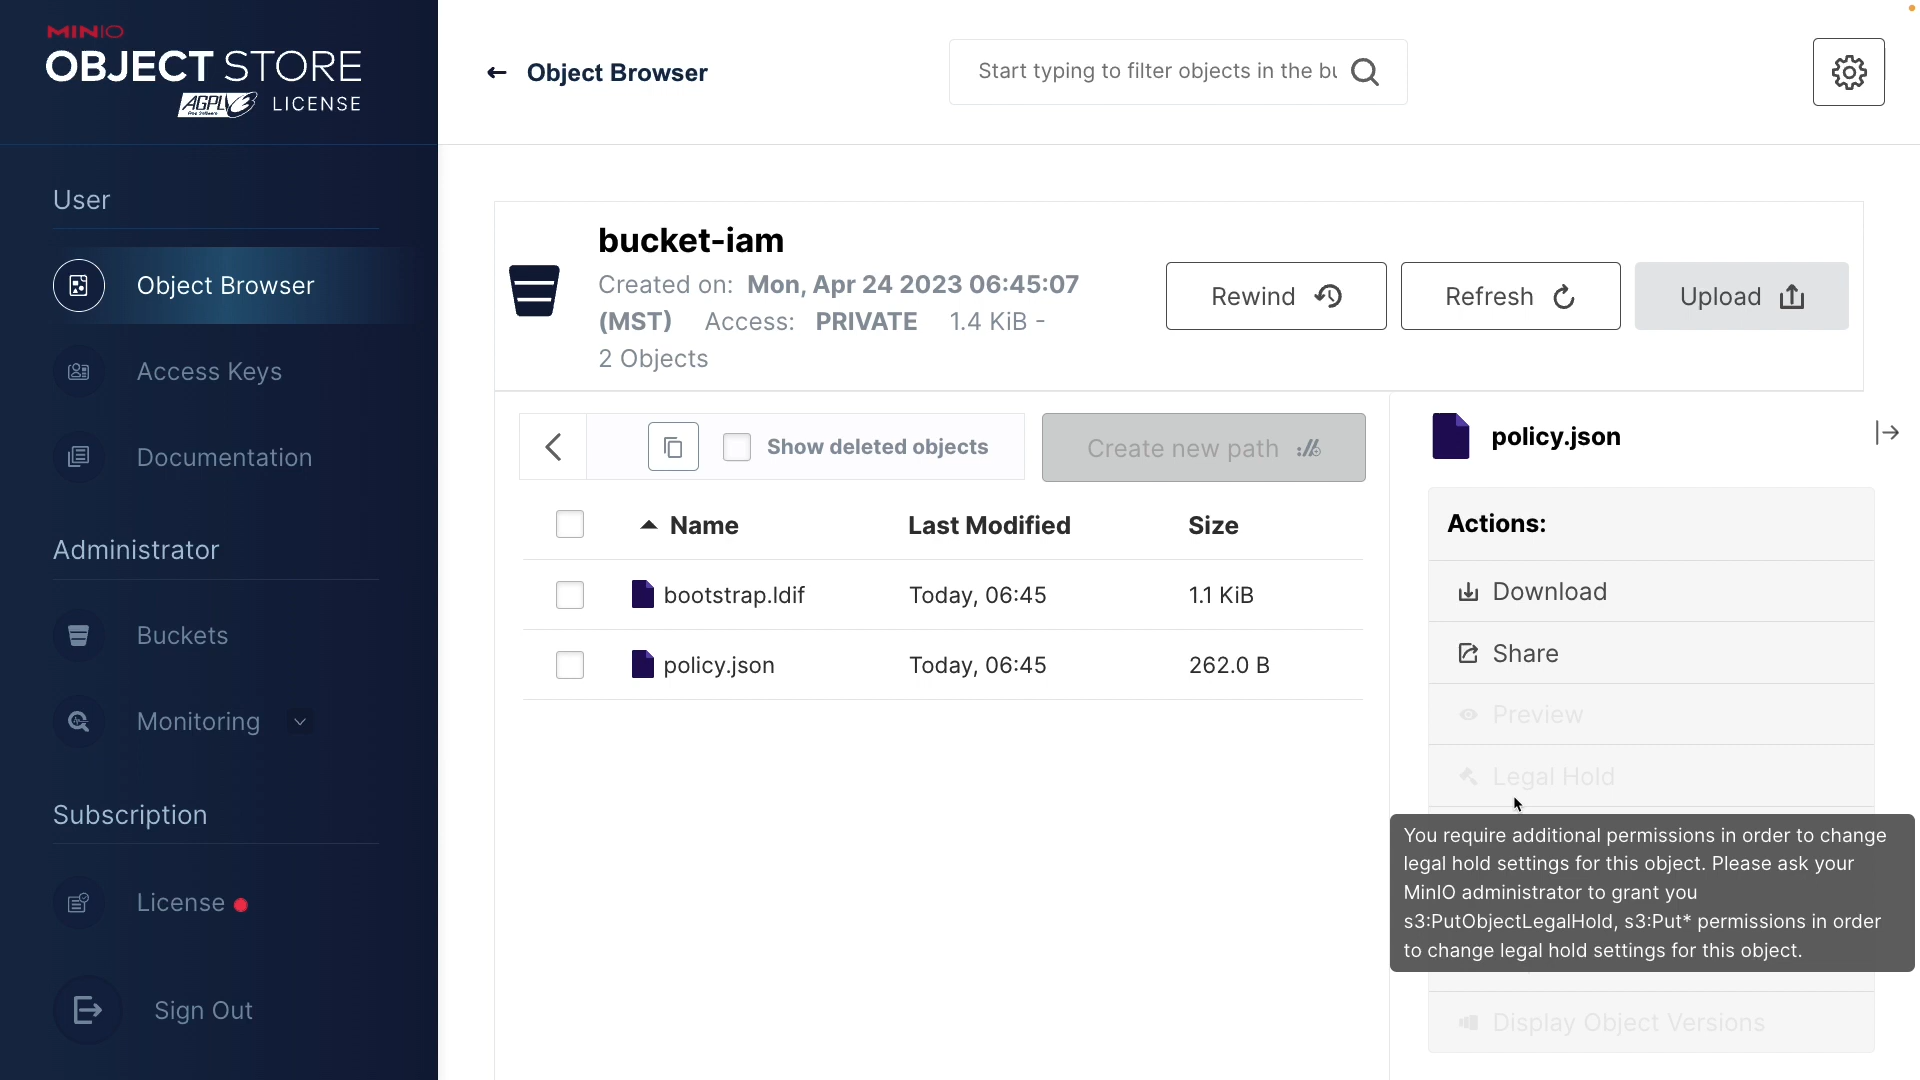 MINIO
OBJECT STORE
AGPL v3 LICENSE
User
Object Browser
Access Keys
Documentation
Administrator
Buckets
Monitoring
Subscription
License
Sign Out
Object Browser
Start typing to filter objects in the bu
bucket-iam
Created on: Mon, Apr 24 2023 06:45:07
(MST) Access: PRIVATE 1.4 KiB -
2 Objects
Rewind
Refresh
Upload
Show deleted objects
Create new path
Name Last Modified Size
bootstrap.ldif Today, 06:45 1.1 KiB
policy.json Today, 06:45 262.0 B
policy.json
Actions:
Download
Share
Preview
Legal Hold
You require additional permissions in order to change
legal hold settings for this object. Please ask your
MinIO administrator to grant you
s3:PutObjectLegalHold, s3:Put* permissions in order
to change legal hold settings for this object.
Display Object Versions